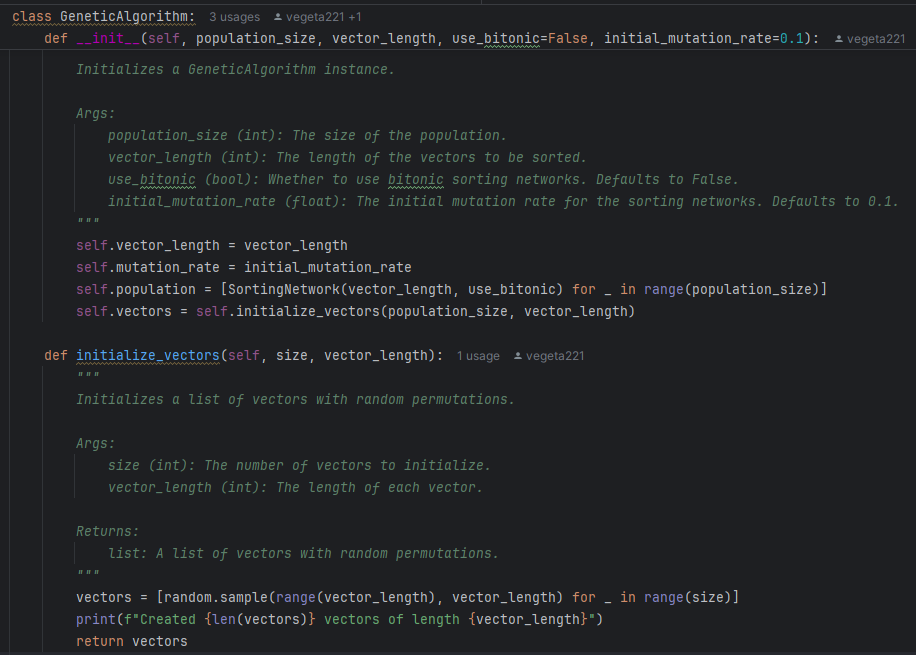 class GeneticAlgorithm: 3 usages vegeta221 +1
    def __init__(self, population_size, vector_length, use_bitonic=False, initial_mutation_rate=0.1): vegeta221
        Initializes a GeneticAlgorithm instance.
        Args:
            population_size (int): The size of the population.
            vector_length (int): The length of the vectors to be sorted.
            use_bitonic (bool): Whether to use bitonic sorting networks. Defaults to False.
            initial_mutation_rate (float): The initial mutation rate for the sorting networks. Defaults to 0.1.
        """
        self.vector_length = vector_length
        self.mutation_rate = initial_mutation_rate
        self.population = [SortingNetwork(vector_length, use_bitonic) for _ in range(population_size)]
        self.vectors = self.initialize_vectors(population_size, vector_length)
    def initialize_vectors(self, size, vector_length): 1 usage vegeta221
        """
        Initializes a list of vectors with random permutations.
        Args:
            size (int): The number of vectors to initialize.
            vector_length (int): The length of each vector.
        Returns:
            list: A list of vectors with random permutations.
        """
        vectors = [random.sample(range(vector_length), vector_length) for _ in range(size)]
        print(f"Created {len(vectors)} vectors of length {vector_length}")
        return vectors